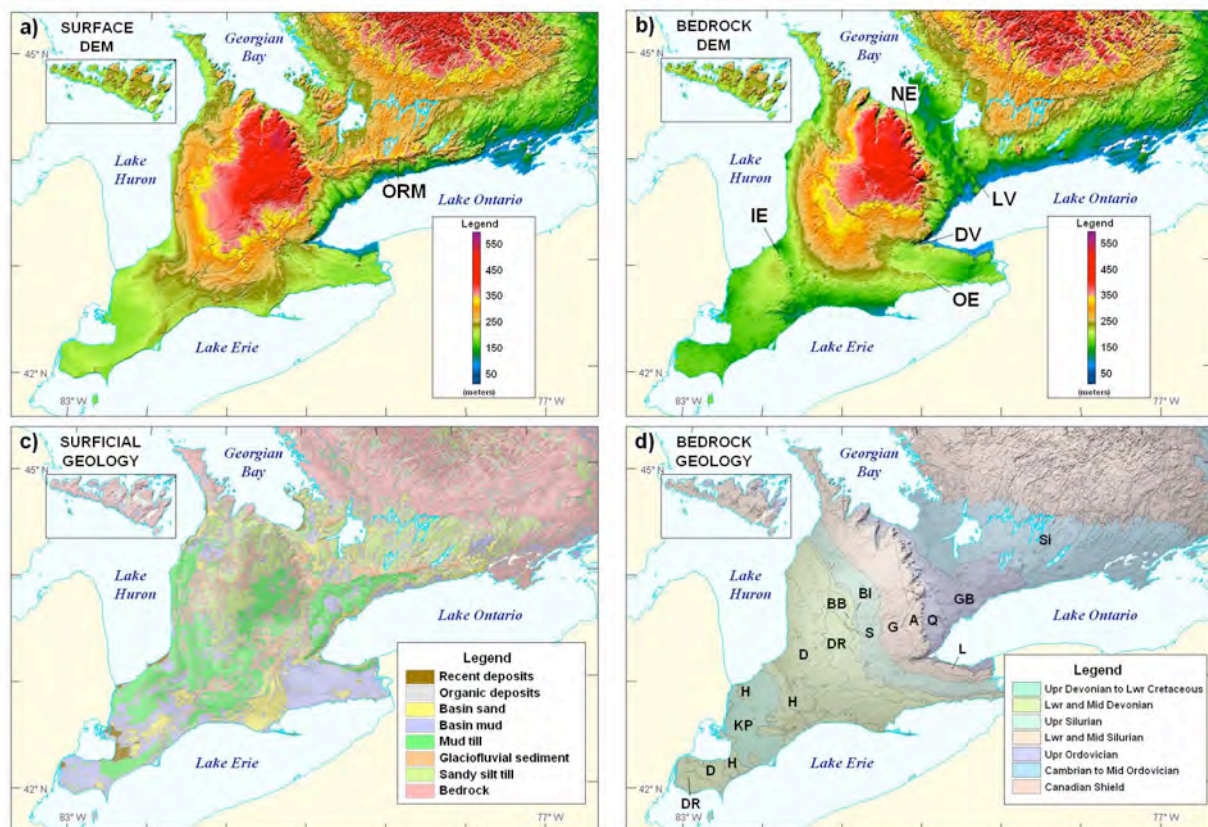 a) SURFACE
DEM
Georgian
Bay
45° N
Lake
Huron
ORM
Lake Ontario
Legend
550
450
350
250
150
50
(meters)
Lake Erie
42° N
83° W
77° W
b) BEDROCK
DEM
Georgian
Bay
45° N
NE
Lake
Huron
Lake Ontario
LV
IE
DV
OE
Legend
550
450
350
250
150
50
(meters)
Lake Erie
42° N
83° W
77° W
c) SURFICIAL
GEOLOGY
Georgian
Bay
45° N
Lake
Huron
Lake Ontario
Legend
Recent deposits
Organic deposits
Basin sand
Basin mud
Mud till
Glaciofluvial sediment
Sandy silt till
Bedrock
Lake Erie
42° N
83° W
77° W
d) BEDROCK
GEOLOGY
Georgian
Bay
45° N
Si
Lake
Huron
BI
BB
GB
A
Q
G
S
DR
Lake Ontario
D
L
H
H
KP
H
D
DR
Legend
Upr Devonian to Lwr Cretaceous
Lwr and Mid Devonian
Upr Silurian
Lwr and Mid Silurian
Upr Ordovician
Cambrian to Mid Ordovician
Canadian Shield
Lake Erie
42° N
83° W
77° W